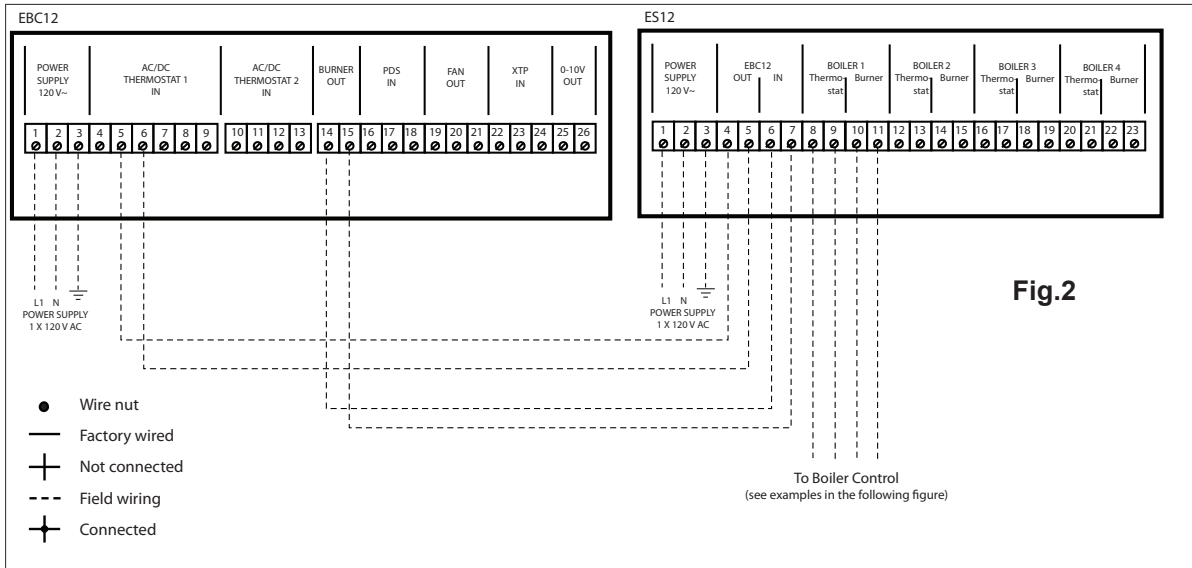 EBC12
POWER
SUPPLY
120 V~
AC/DC
THERMOSTAT 1
IN
AC/DC
THERMOSTAT 2
IN
BURNER
OUT
PDS
IN
FAN
OUT
XTP
IN
0-10V
OUT
1 2 3 4 5 6 7 8 9 10 11 12 13 14 15 16 17 18 19 20 21 22 23 24 25 26
L1 N
POWER SUPPLY
1 X 120 V AC
ES12
POWER
SUPPLY
120 V~
EBC12
OUT IN
BOILER 1
Thermo-
stat
Burner
BOILER 2
Thermo-
stat
Burner
BOILER 3
Thermo-
stat
Burner
BOILER 4
Thermo-
stat
Burner
1 2 3 4 5 6 7 8 9 10 11 12 13 14 15 16 17 18 19 20 21 22 23
L1 N
POWER SUPPLY
1 X 120 V AC
Fig.2
To Boiler Control
(see examples in the following figure)
Wire nut
Factory wired
Not connected
Field wiring
Connected